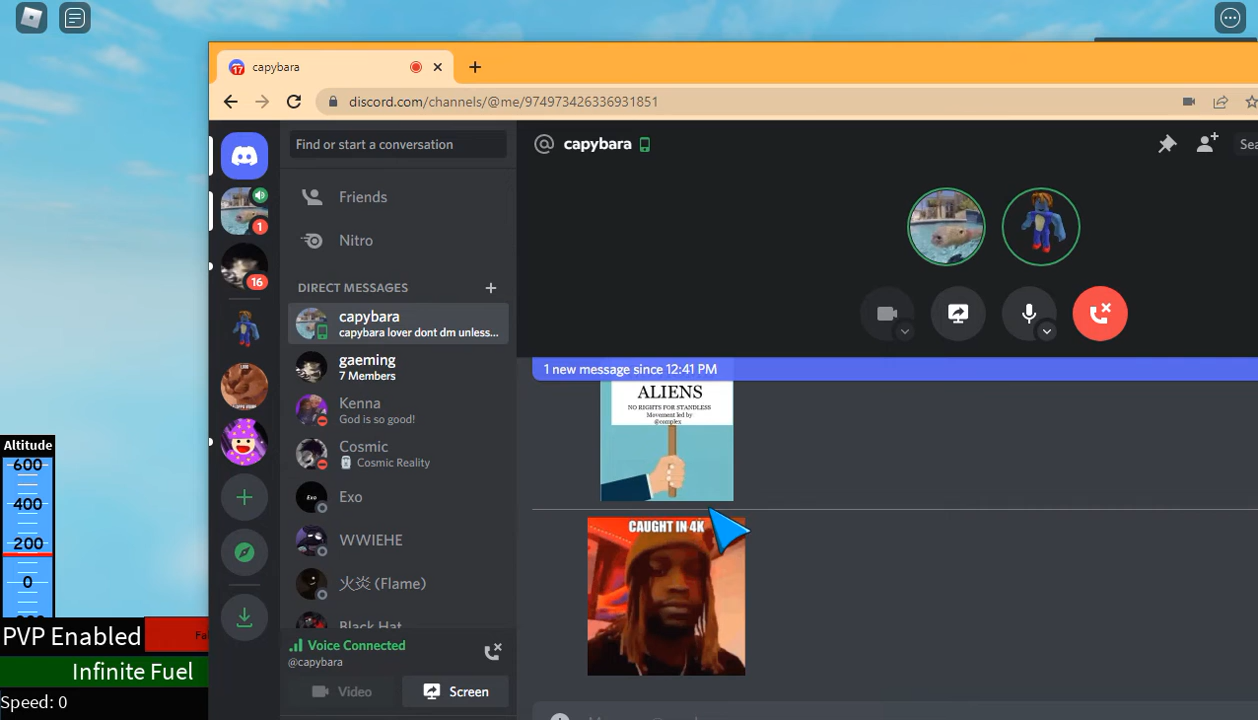 capybara
17
discord.com/channels/@me/974973426336931851
Find or start a conversation
capybara
Sea
Friends
1
Nitro
16
DIRECT MESSAGES
capybara
capybara lover dont dm unless...
1 new message since 12:41 PM
gaeming
7 Members
ALIENS
NO RIGHTS FOR STANDLESS
Movement led by
@complex
Kenna
God is so good!
Altitude
Cosmic
Cosmic Reality
600
Exo
Exo
400
CAUGHT IN 4K
200
WWIEHE
0
火炎 (Flame)
Black Hat
PVP Enabled
Fa
Voice Connected
@capybara
Infinite Fuel
Video
Screen
Speed: 0